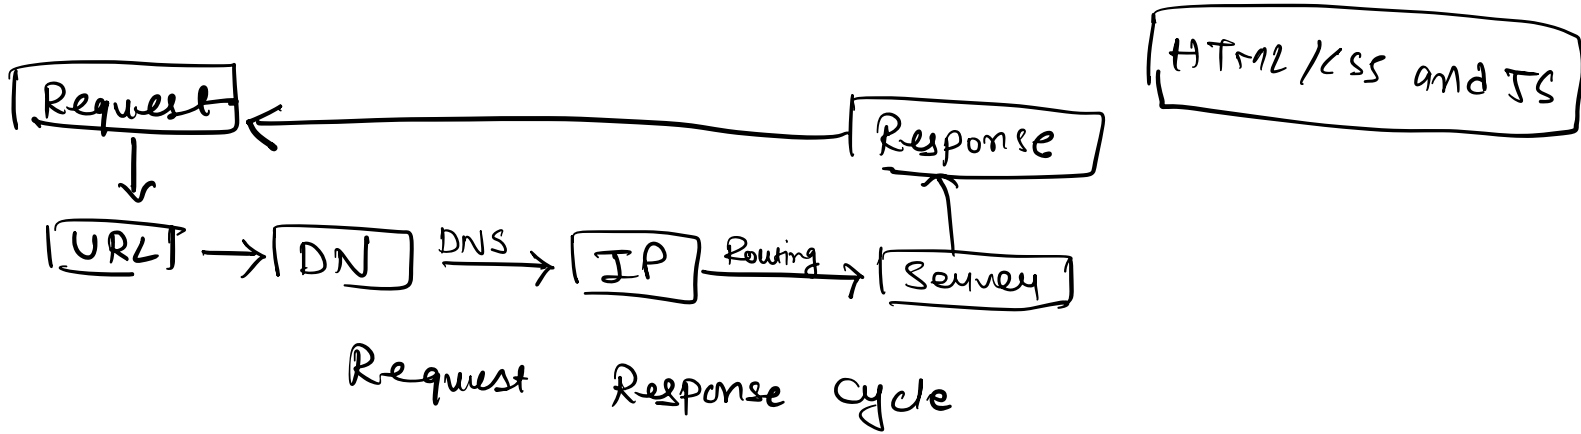 HTML/CSS and JS
Request
Response
URL
DN
DNS
IP
Routing
Server
Request Response Cycle